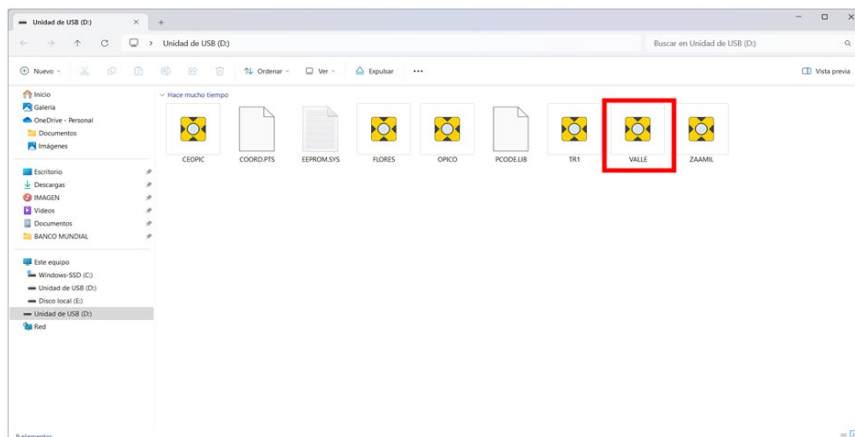 Unidad de USB (D:)
Unidad de USB (D:)
Buscar en Unidad de USB (D:)
Nuevo
Ordenar
Ver
Expulsar
Vista previa
Inicio
Galería
OneDrive - Personal
Documentos
Imágenes
Escritorio
Descargas
IMAGEN
Videos
Documentos
BANCO MUNDIAL
Este equipo
Windows-SSD (C:)
Unidad de USB (D:)
Disco local (E:)
Unidad de USB (D:)
Red
Hace mucho tiempo
CEOPIC
COORD.PTS
EEPROM.SYS
FLORES
OPICO
PCODE.LIB
TR1
VALLE
ZAAMIL
9 elementos